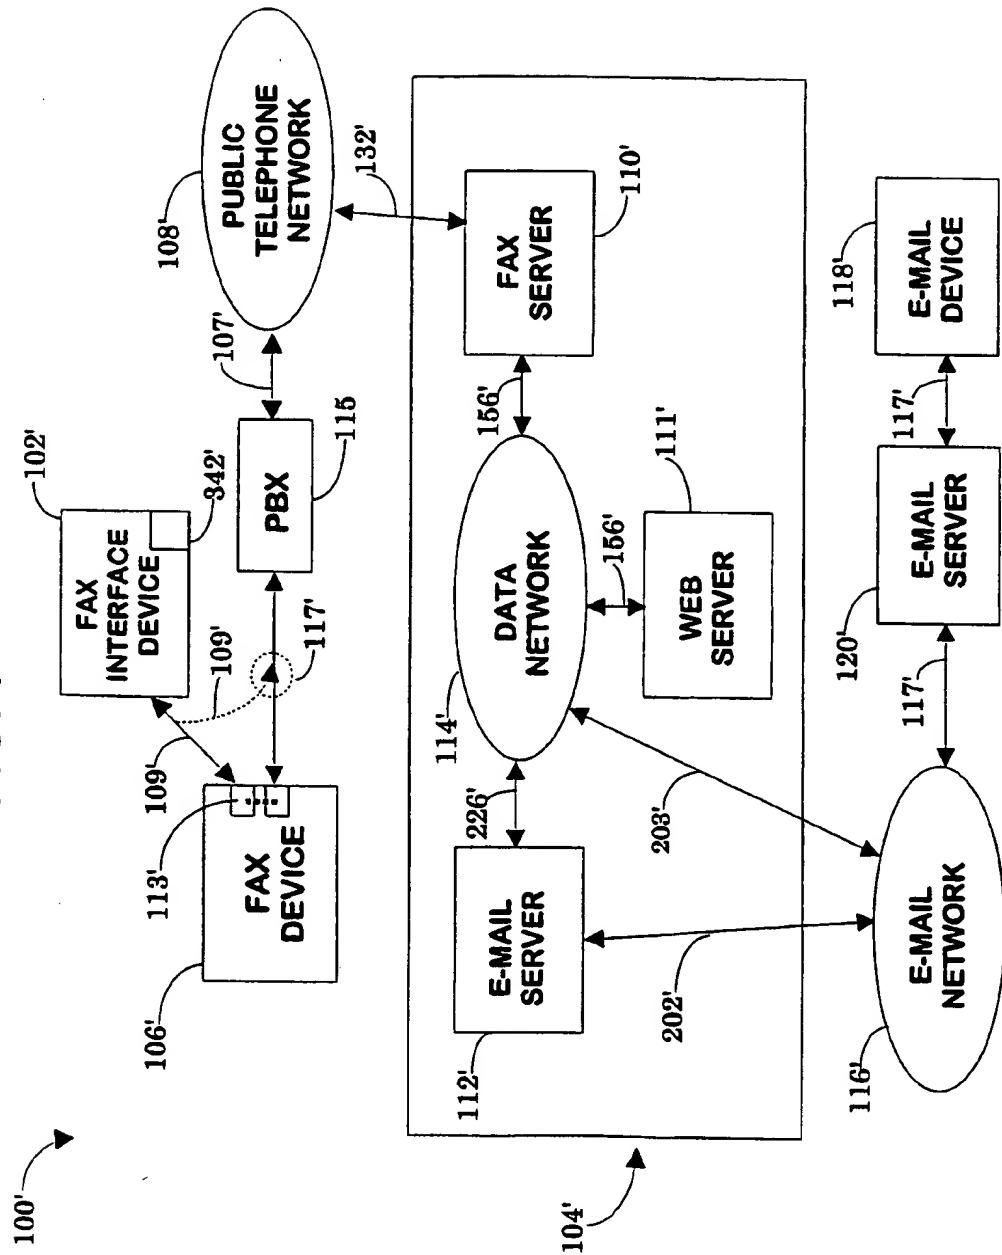 100'
106'
FAX
DEVICE
113'
109'
109'
102'
FAX
INTERFACE
DEVICE
342'
117'
PBX
115
107'
108'
PUBLIC
TELEPHONE
NETWORK
132'
104'
112'
E-MAIL
SERVER
226'
114'
DATA
NETWORK
156'
FAX
SERVER
110'
156'
WEB
SERVER
111'
202'
203'
116'
E-MAIL
NETWORK
117'
120'
E-MAIL
SERVER
117'
118'
E-MAIL
DEVICE